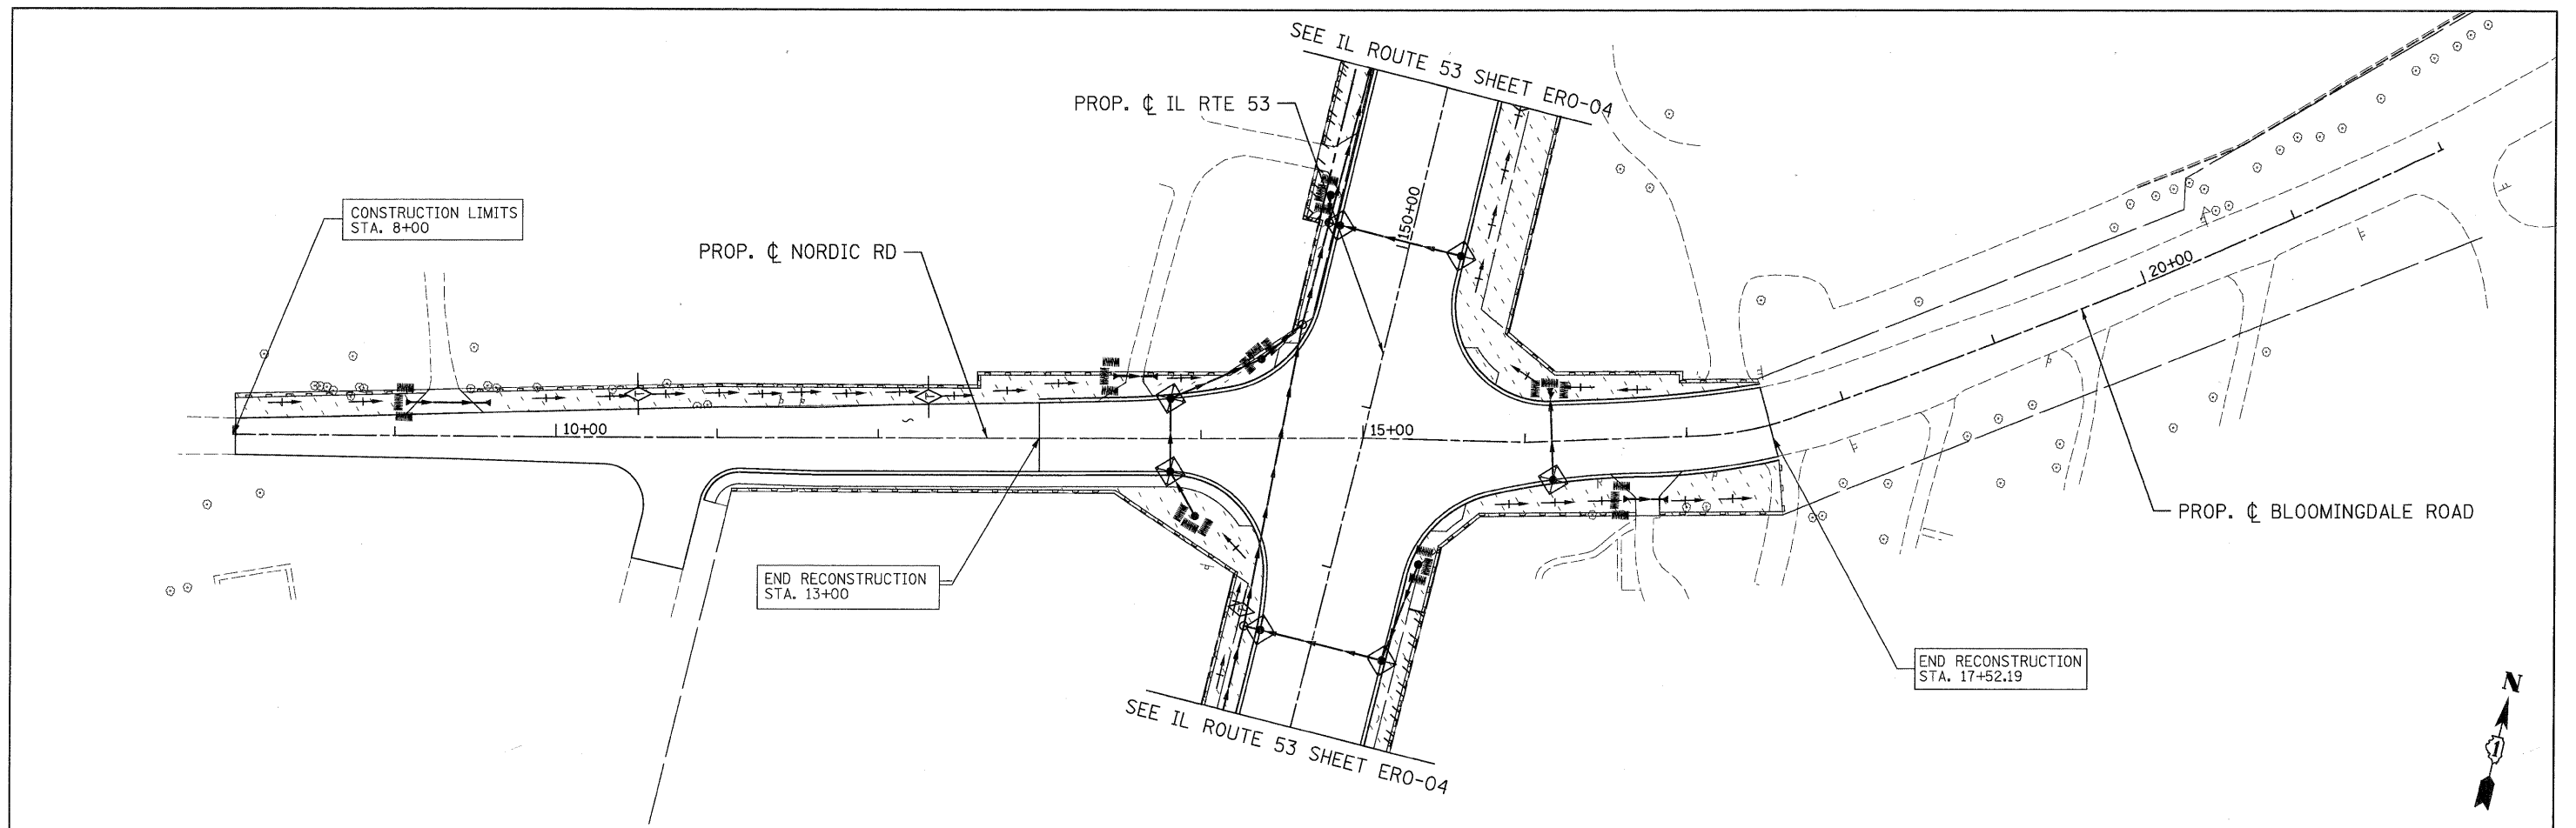 SEE IL ROUTE 53 SHEET ERO-04
PROP. ℄ IL RTE 53
CONSTRUCTION LIMITS
STA. 8+00
PROP. ℄ NORDIC RD
150+00
20+00
10+00
15+00
PROP. ℄ BLOOMINGDALE ROAD
END RECONSTRUCTION
STA. 13+00
END RECONSTRUCTION
STA. 17+52.19
SEE IL ROUTE 53 SHEET ERO-04
N
1